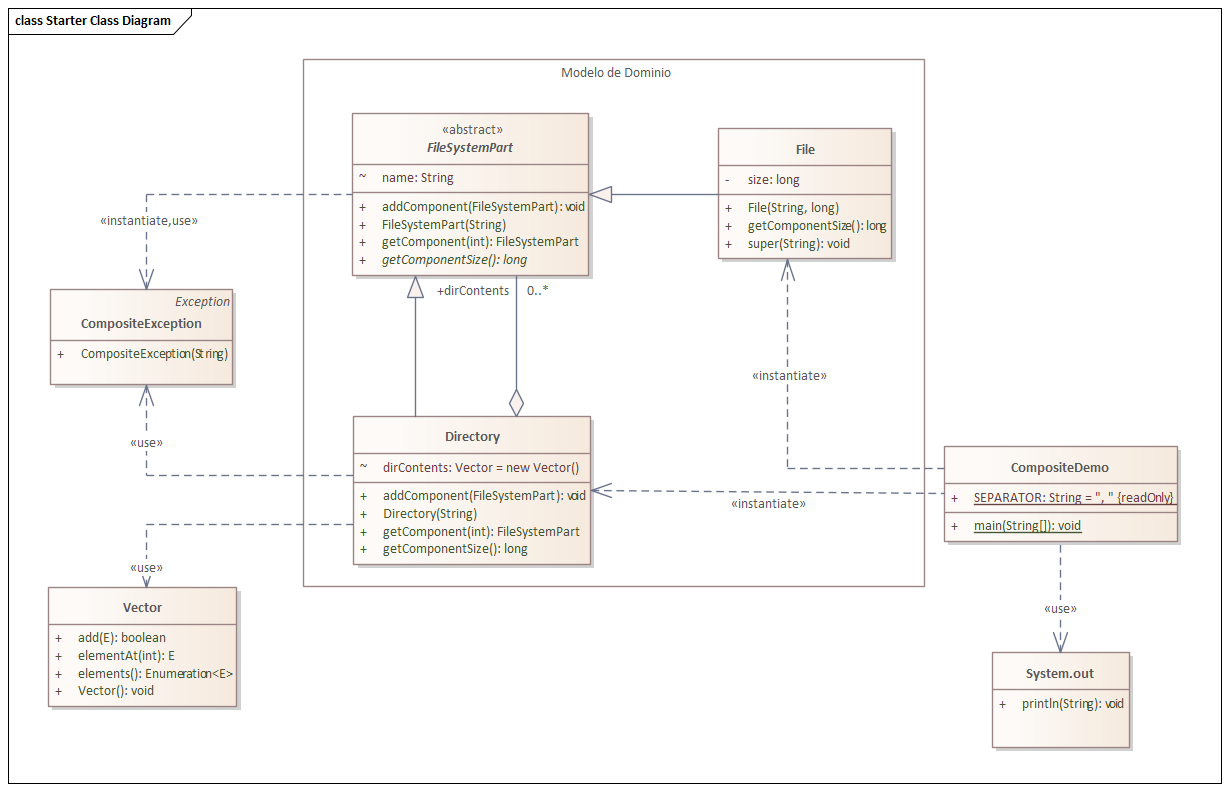 class Starter Class Diagram
Modelo de Dominio
«abstract»
FileSystemPart
~ name: String
+ addComponent(FileSystemPart): void
+ FileSystemPart(String)
+ getComponent(int): FileSystemPart
+ getComponentSize(): long
File
- size: long
+ File(String, long)
+ getComponentSize(): long
+ super(String): void
«instantiate,use»
+dirContents 0..*
Exception
CompositeException
+ CompositeException(String)
«instantiate»
«use»
Directory
~ dirContents: Vector = new Vector()
+ addComponent(FileSystemPart): void
+ Directory(String)
+ getComponent(int): FileSystemPart
+ getComponentSize(): long
CompositeDemo
+ SEPARATOR: String = ", " {readOnly}
+ main(String[]): void
«instantiate»
«use»
Vector
+ add(E): boolean
+ elementAt(int): E
+ elements(): Enumeration<E>
+ Vector(): void
«use»
System.out
+ println(String): void